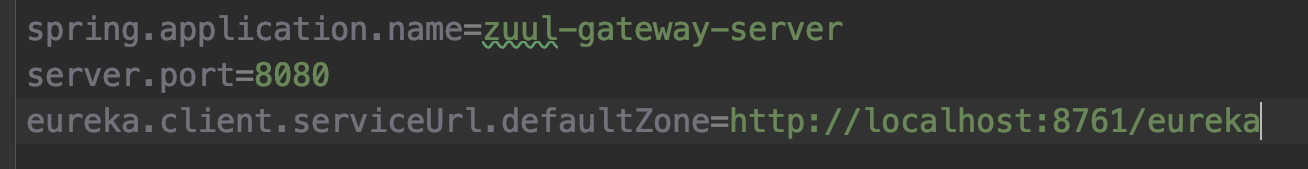 spring.application.name=zuul-gateway-server
server.port=8080
eureka.client.serviceUrl.defaultZone=http://localhost:8761/eureka